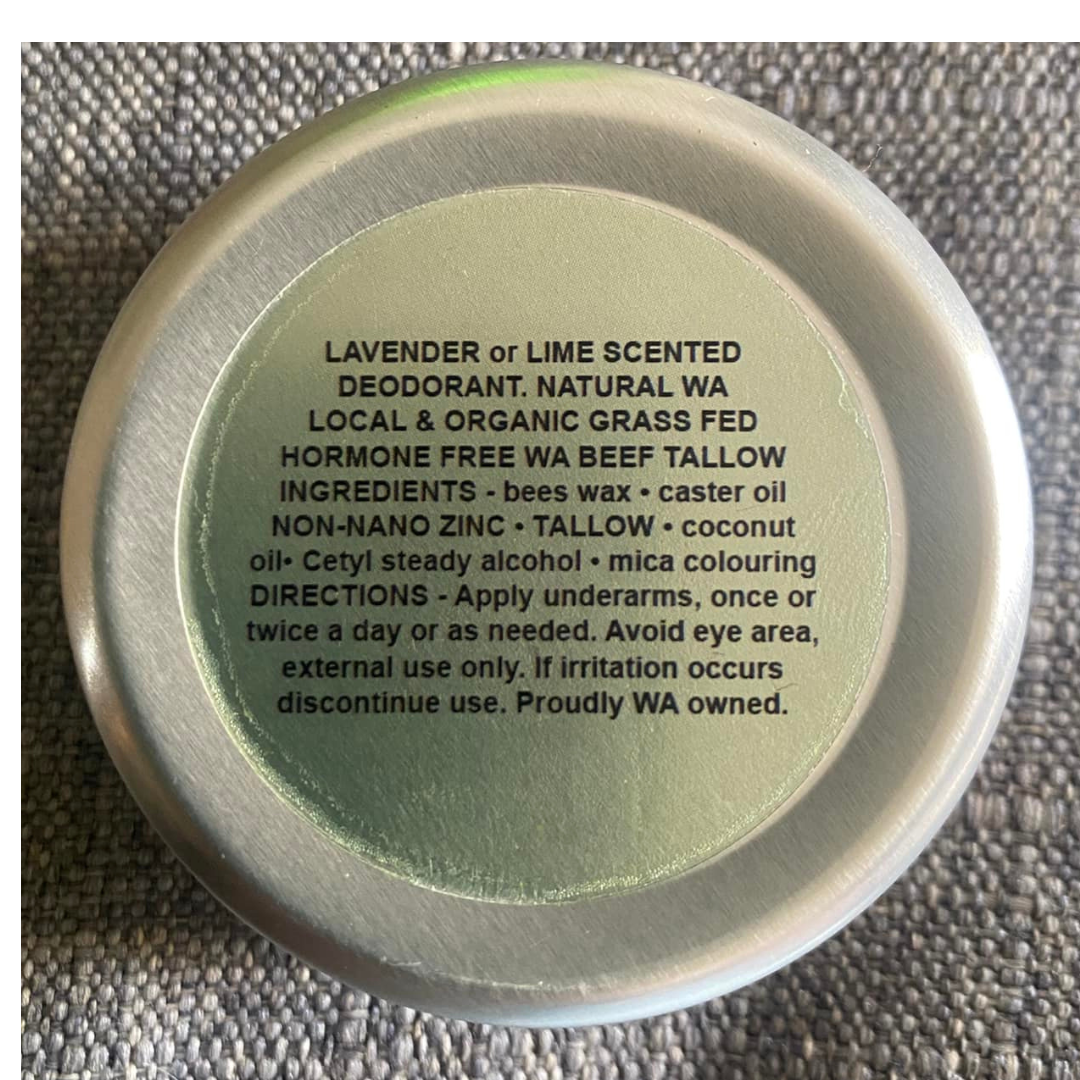 LAVENDER or LIME SCENTED
DEODORANT. NATURAL WA
LOCAL & ORGANIC GRASS FED
HORMONE FREE WA BEEF TALLOW
INGREDIENTS - bees wax • caster oil
NON-NANO ZINC • TALLOW • coconut
oil• Cetyl steady alcohol • mica colouring
DIRECTIONS - Apply underarms, once or
twice a day or as needed. Avoid eye area,
external use only. If irritation occurs
discontinue use. Proudly WA owned.